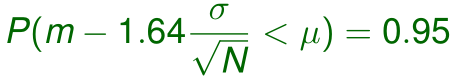 P(m − 1.64 σ/√N < μ) = 0.95